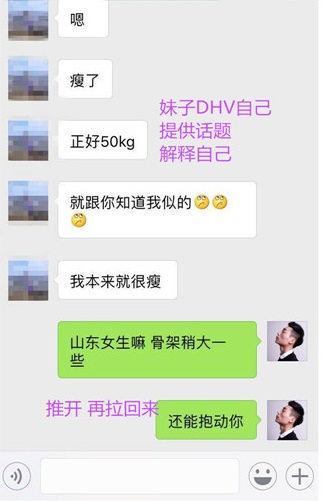 嗯
瘦了
妹子DHV自己
提供话题
解释自己
正好50kg
就跟你知道我似的🙄🙄
🙄
我本来就很瘦
山东女生嘛 骨架稍大一
些
推开 再拉回来
还能抱动你